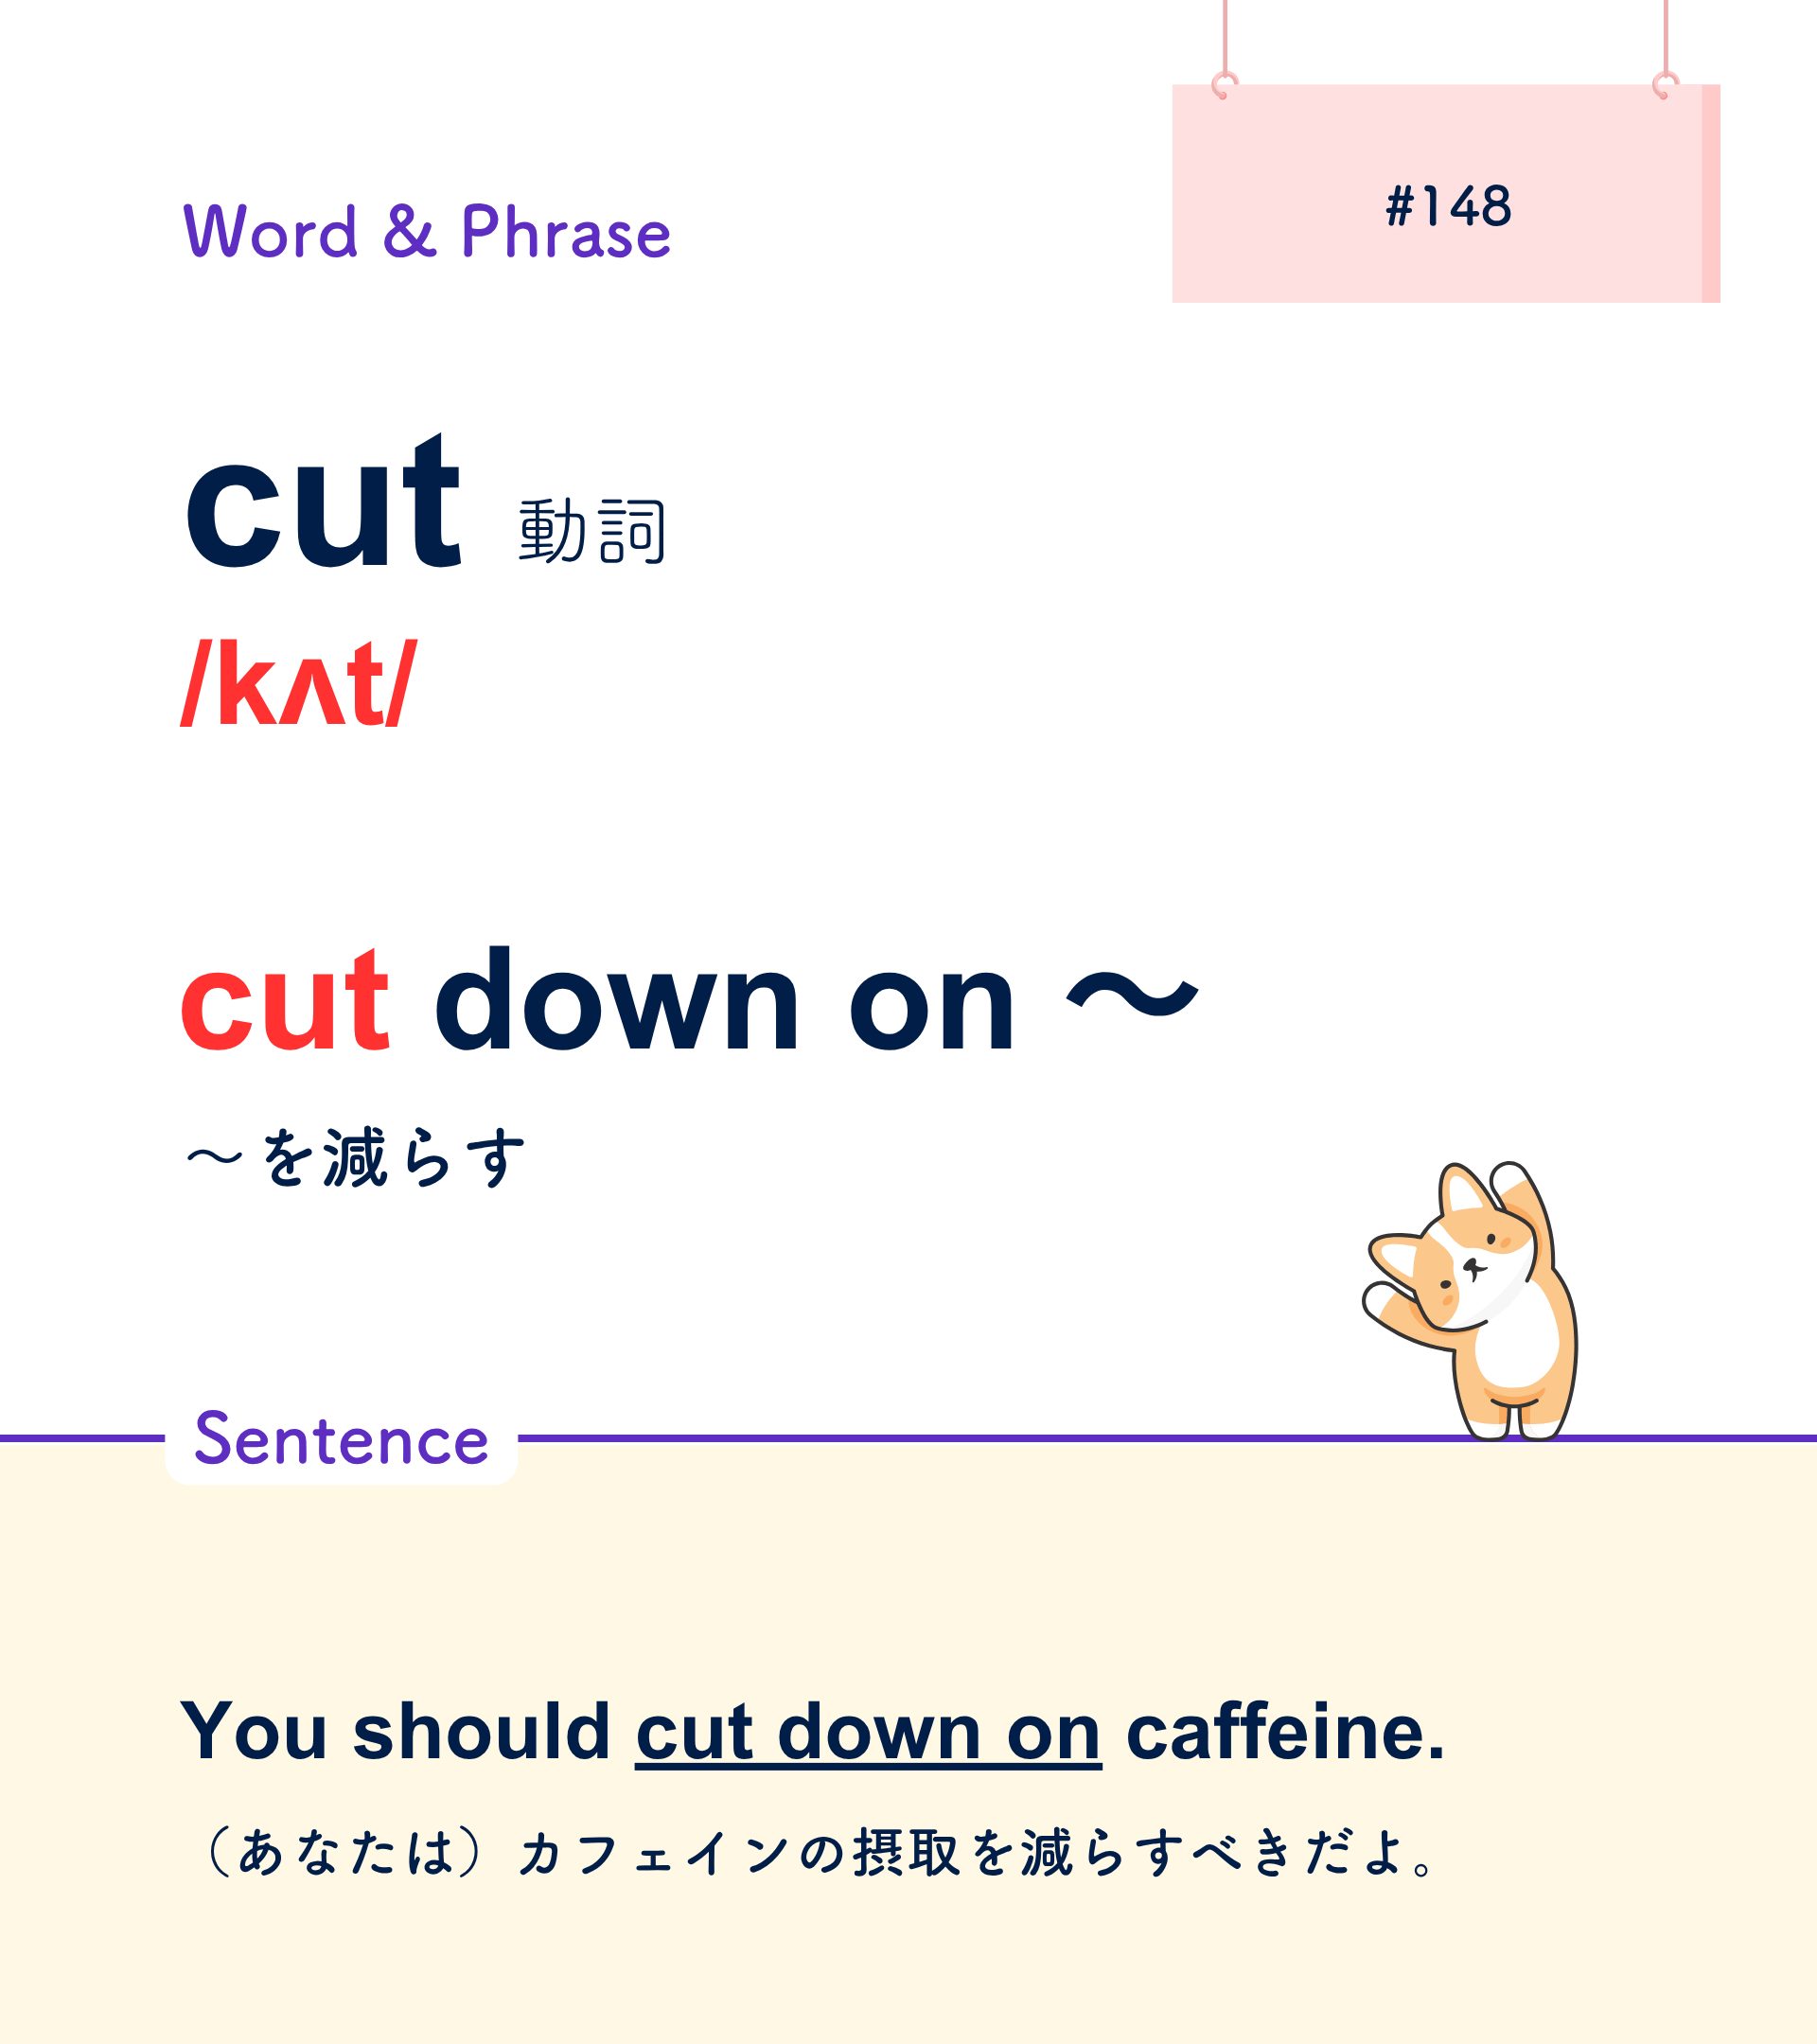 #148
Word & Phrase
cut 動詞
/kʌt/
cut down on ～
～ を減らす
Sentence
You should cut down on caffeine.
（あなたは）カフェインの摂取を減らすべきだよ。